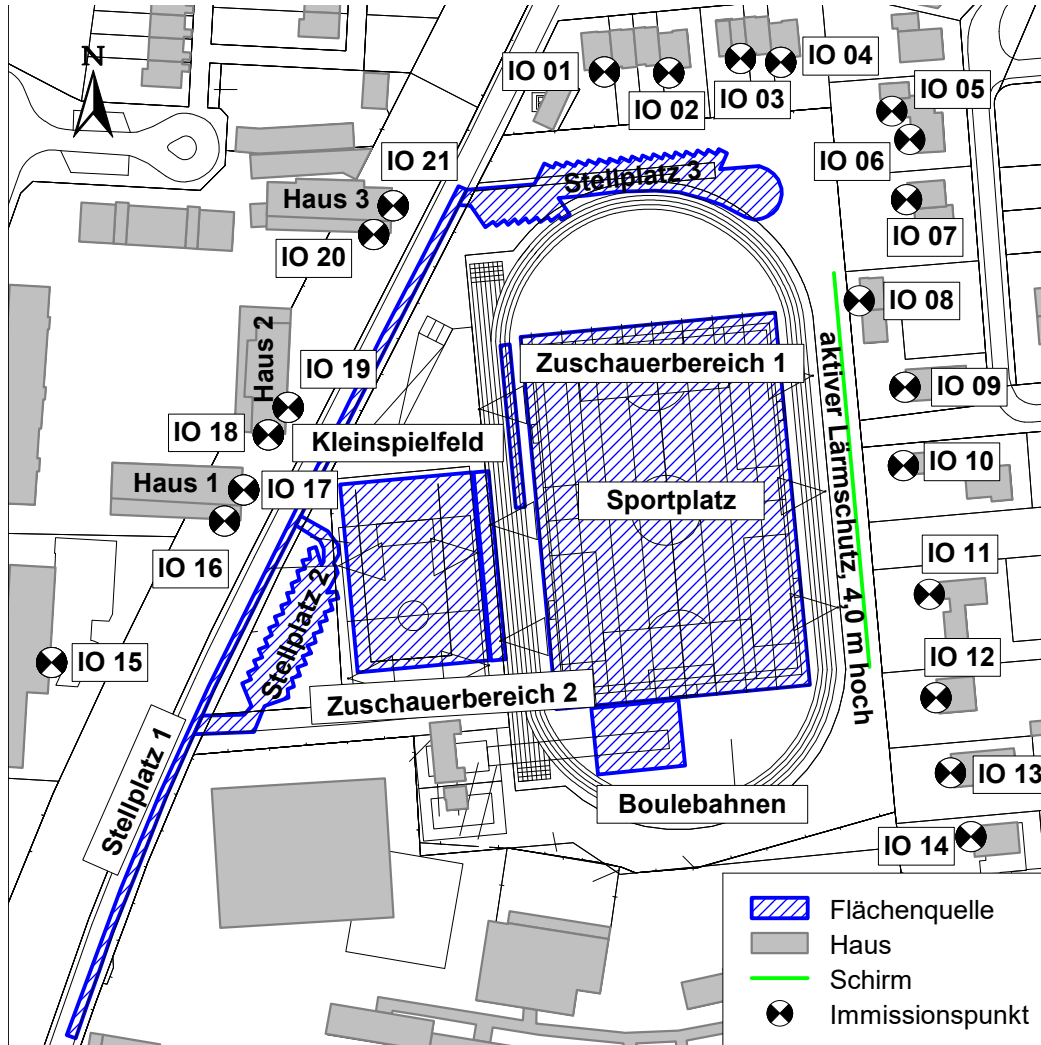 N
IO 01
IO 02
IO 03
IO 04
IO 05
IO 06
IO 07
IO 08
IO 09
IO 10
IO 11
IO 12
IO 13
IO 14
IO 15
IO 16
IO 17
IO 18
IO 19
IO 20
IO 21
Haus 3
Haus 2
Haus 1
Stellplatz 3
Zuschauerbereich 1
Kleinspielfeld
Sportplatz
aktiver Lärmschutz, 4,0 m hoch
Stellplatz 2
Zuschauerbereich 2
Stellplatz 1
Boulebahnen
Flächenquelle
Haus
Schirm
Immissionspunkt